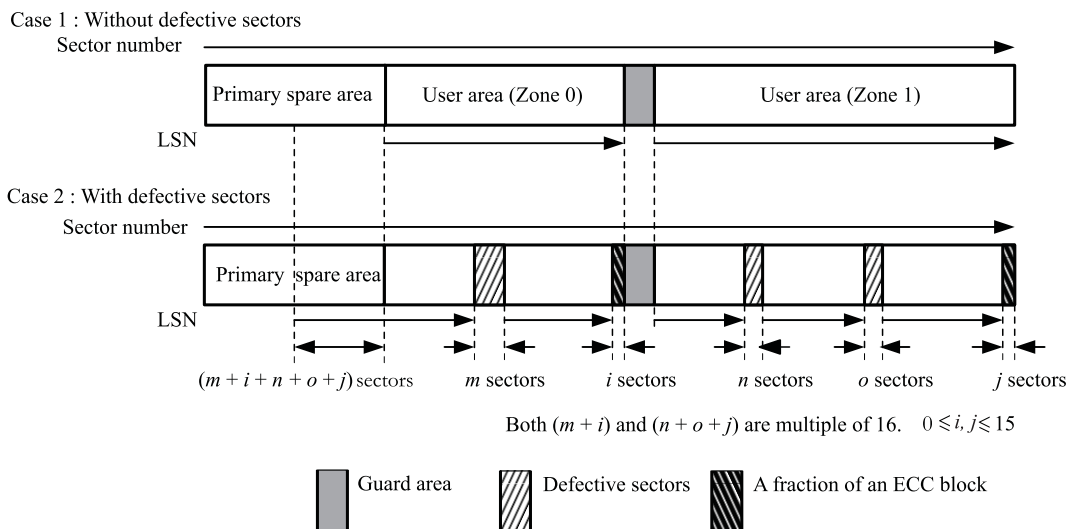 Case 1 : Without defective sectors
Sector number
Primary spare area
User area (Zone 0)
User area (Zone 1)
LSN
Case 2 : With defective sectors
Sector number
Primary spare area
LSN
(m + i + n + o + j) sectors
m sectors
i sectors
n sectors
o sectors
j sectors
Both (m + i) and (n + o + j) are multiple of 16. 0 ≤ i, j ≤ 15
Guard area
Defective sectors
A fraction of an ECC block